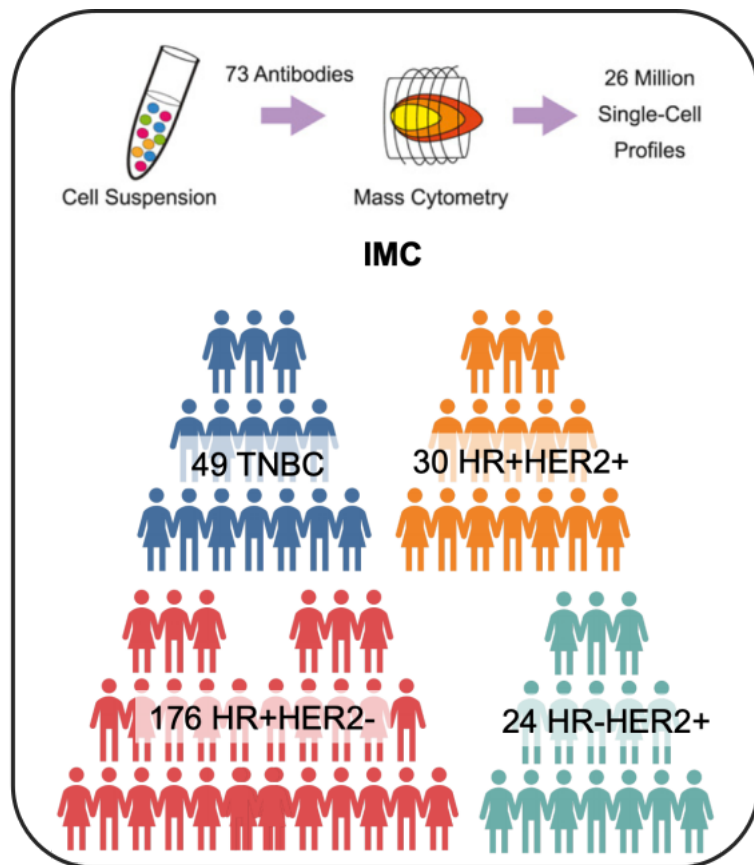 73 Antibodies
26 Million
Single-Cell
Profiles
Cell Suspension
Mass Cytometry
IMC
49 TNBC
30 HR+HER2+
176 HR+HER2-
24 HR-HER2+